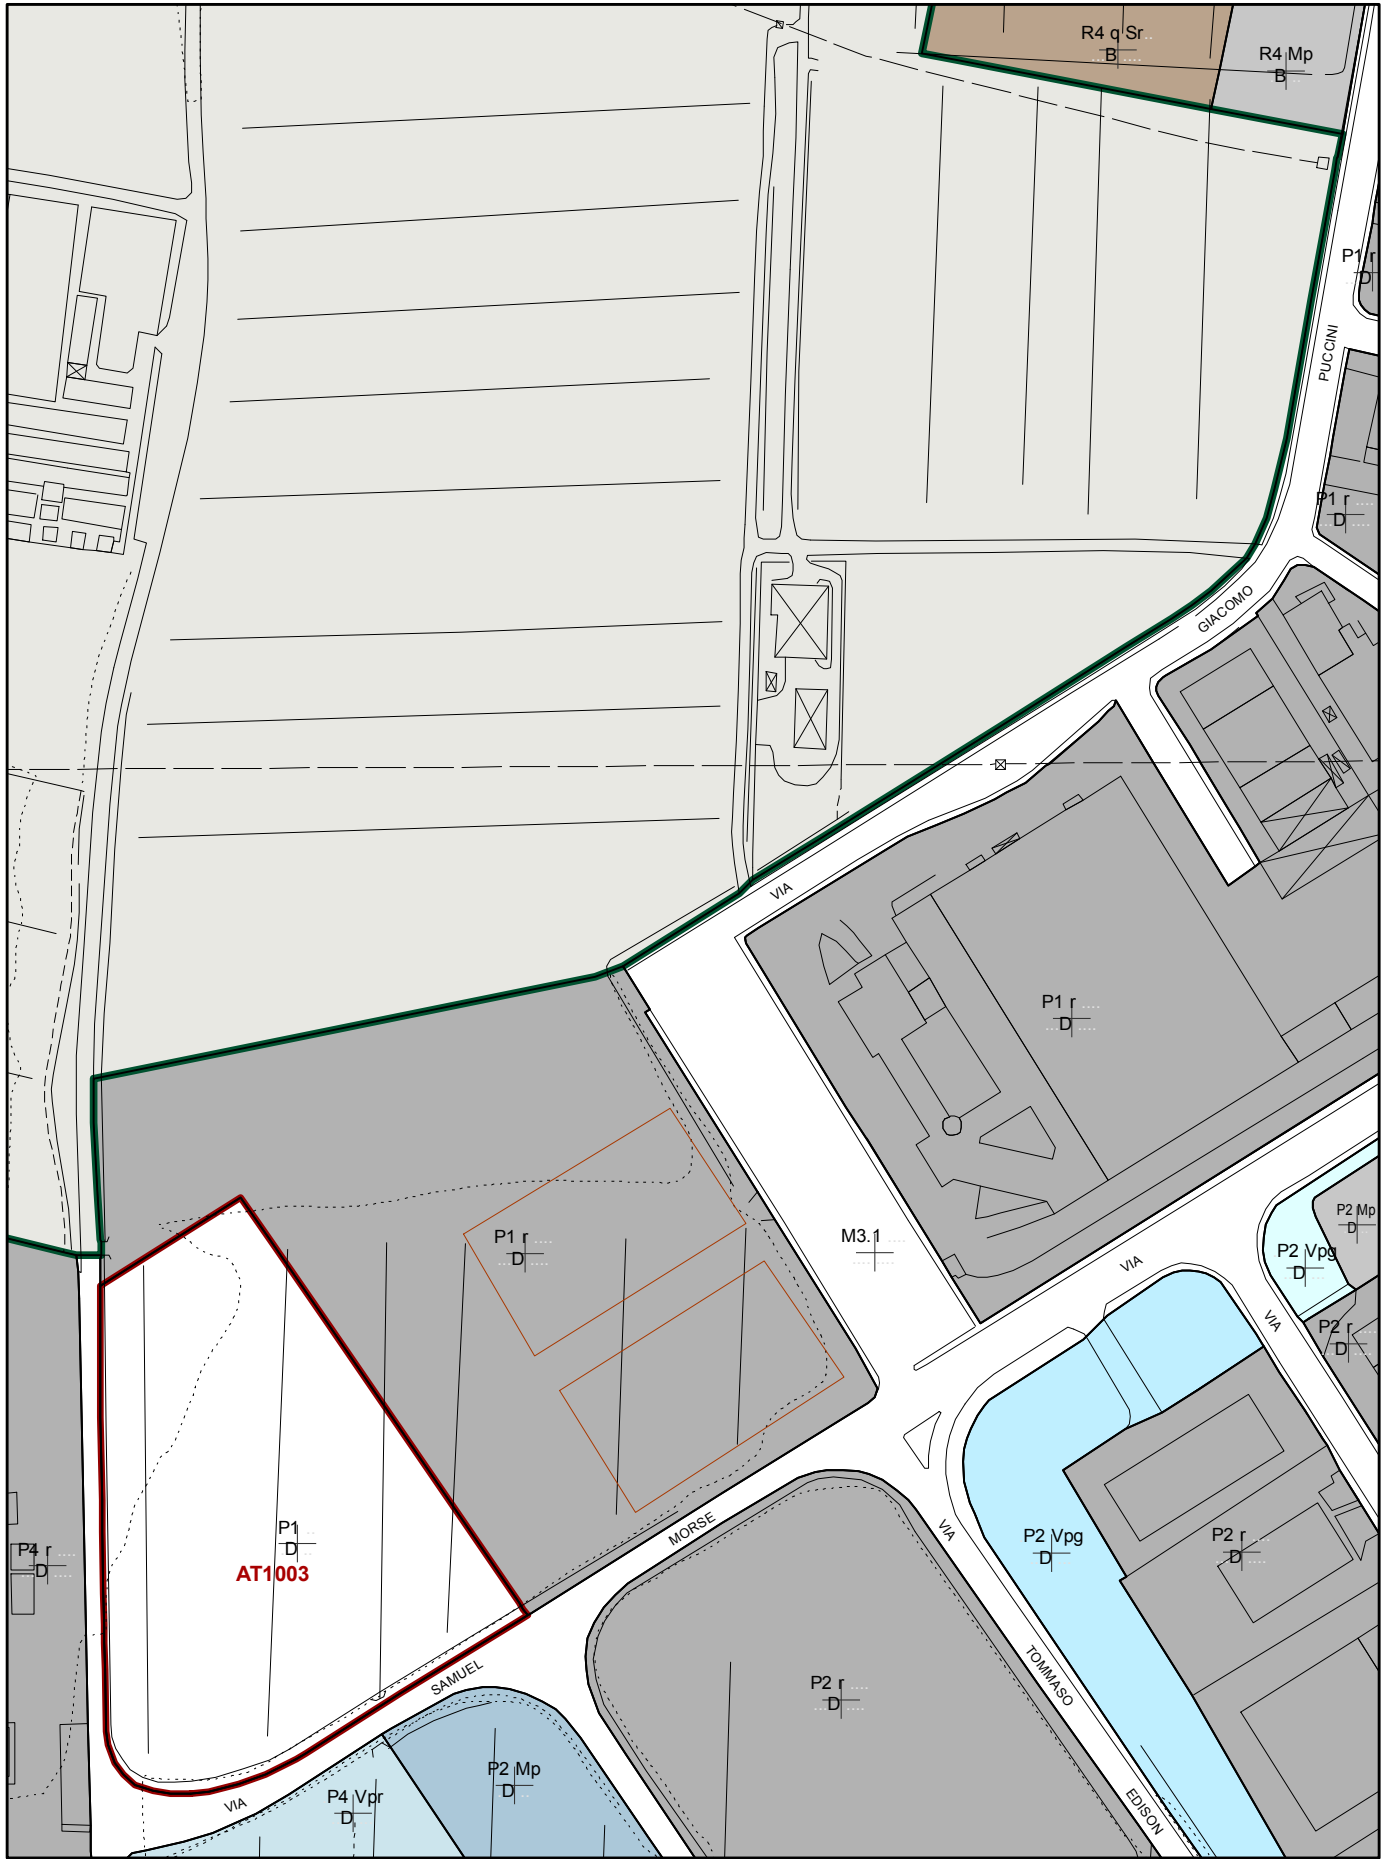 R4 q Sr
B
R4 Mp
B
P1 r
D
PUCCINI
P1 r
D
GIACOMO
VIA
P1 r
D
M3.1
P1 r
D
P2 Mp
D
P2 Vpg
D
VIA
VIA
P2 r
D
P1
D
AT1003
P4 r
D
MORSE
VIA
P2 Vpg
D
P2 r
D
SAMUEL
TOMMASO
P2 r
D
P2 Mp
D
P4 Vpr
D
VIA
EDISON